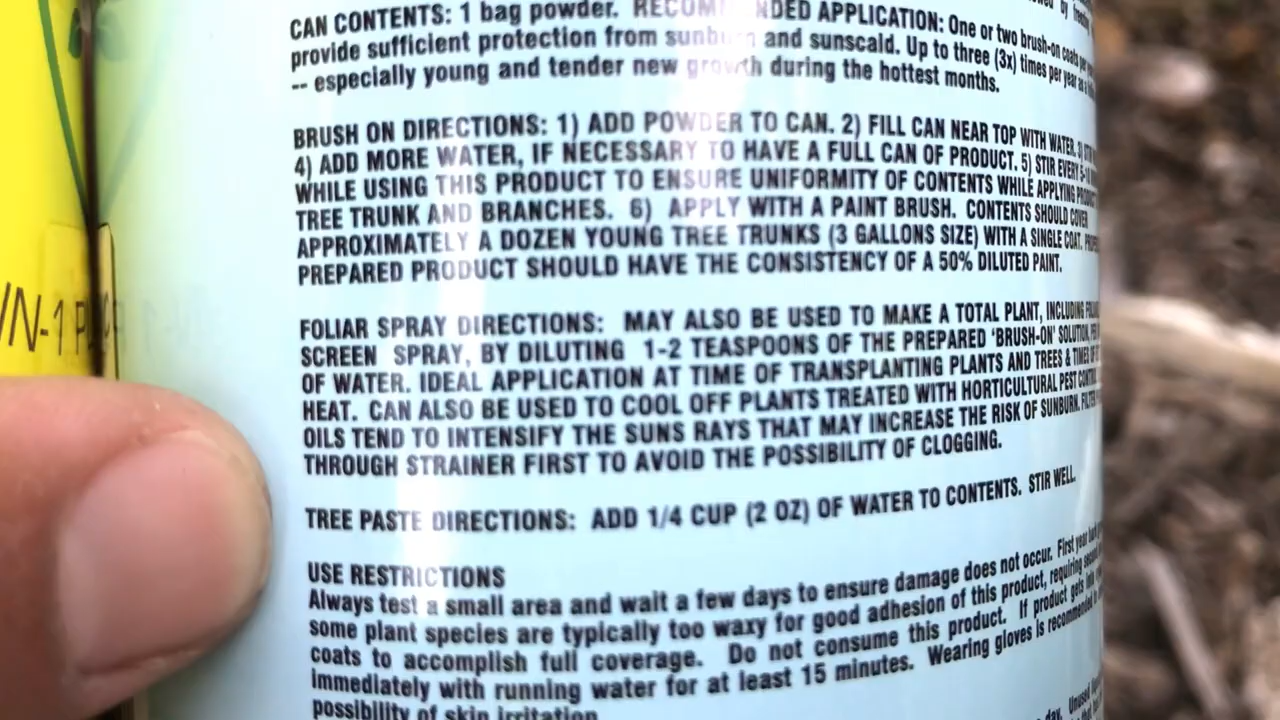 CAN CONTENTS: 1 bag powder. RECOMMENDED APPLICATION: One or two brush-on coats
provide sufficient protection from sunburn and sunscald. Up to three (3x) times per year as
-- especially young and tender new growth during the hottest months.
BRUSH ON DIRECTIONS: 1) ADD POWDER TO CAN. 2) FILL CAN NEAR TOP WITH WATER.
4) ADD MORE WATER, IF NECESSARY TO HAVE A FULL CAN OF PRODUCT. 5) STIR EVERY
WHILE USING THIS PRODUCT TO ENSURE UNIFORMITY OF CONTENTS WHILE APPLYING
TREE TRUNK AND BRANCHES. 6) APPLY WITH A PAINT BRUSH. CONTENTS SHOULD COVER
APPROXIMATELY A DOZEN YOUNG TREE TRUNKS (3 GALLONS SIZE) WITH A SINGLE COAT.
PREPARED PRODUCT SHOULD HAVE THE CONSISTENCY OF A 50% DILUTED PAINT.
FOLIAR SPRAY DIRECTIONS: MAY ALSO BE USED TO MAKE A TOTAL PLANT, INCLUDING
SCREEN SPRAY, BY DILUTING 1-2 TEASPOONS OF THE PREPARED 'BRUSH-ON' SOLUTION,
OF WATER. IDEAL APPLICATION AT TIME OF TRANSPLANTING PLANTS AND TREES & TIMES OF
HEAT. CAN ALSO BE USED TO COOL OFF PLANTS TREATED WITH HORTICULTURAL PEST
OILS TEND TO INTENSIFY THE SUNS RAYS THAT MAY INCREASE THE RISK OF SUNBURN.
THROUGH STRAINER FIRST TO AVOID THE POSSIBILITY OF CLOGGING.
TREE PASTE DIRECTIONS: ADD 1/4 CUP (2 OZ) OF WATER TO CONTENTS. STIR WELL.
USE RESTRICTIONS
Always test a small area and wait a few days to ensure damage does not occur. First year
some plant species are typically too waxy for good adhesion of this product, requiring
coats to accomplish full coverage. Do not consume this product. If product gets
immediately with running water for at least 15 minutes. Wearing gloves is recommended
possibility of skin irritation.
day. Unused